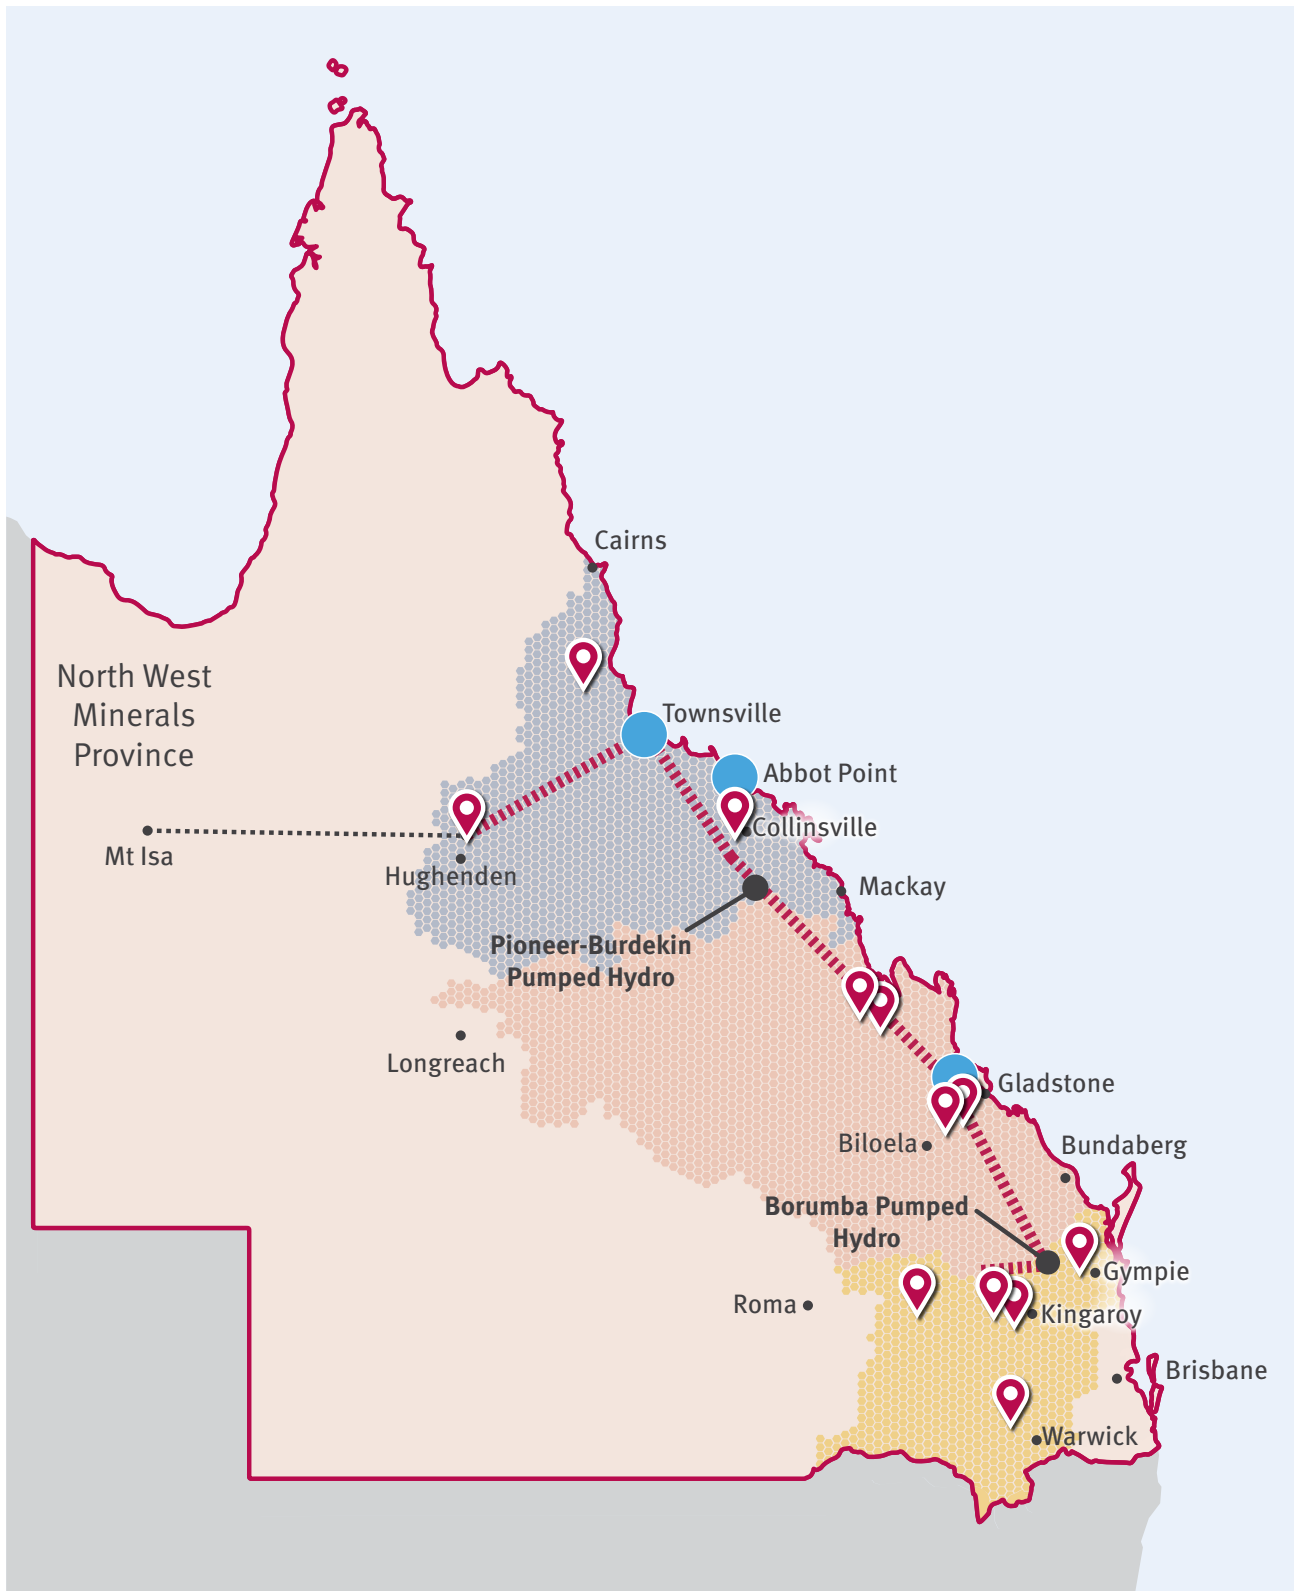 Cairns
North West
Minerals
Province
Townsville
Abbot Point
Collinsville
Mt Isa
Hughenden
Mackay
Pioneer-Burdekin
Pumped Hydro
Longreach
Gladstone
Biloela
Bundaberg
Borumba Pumped
Hydro
Gympie
Roma
Kingaroy
Brisbane
Warwick